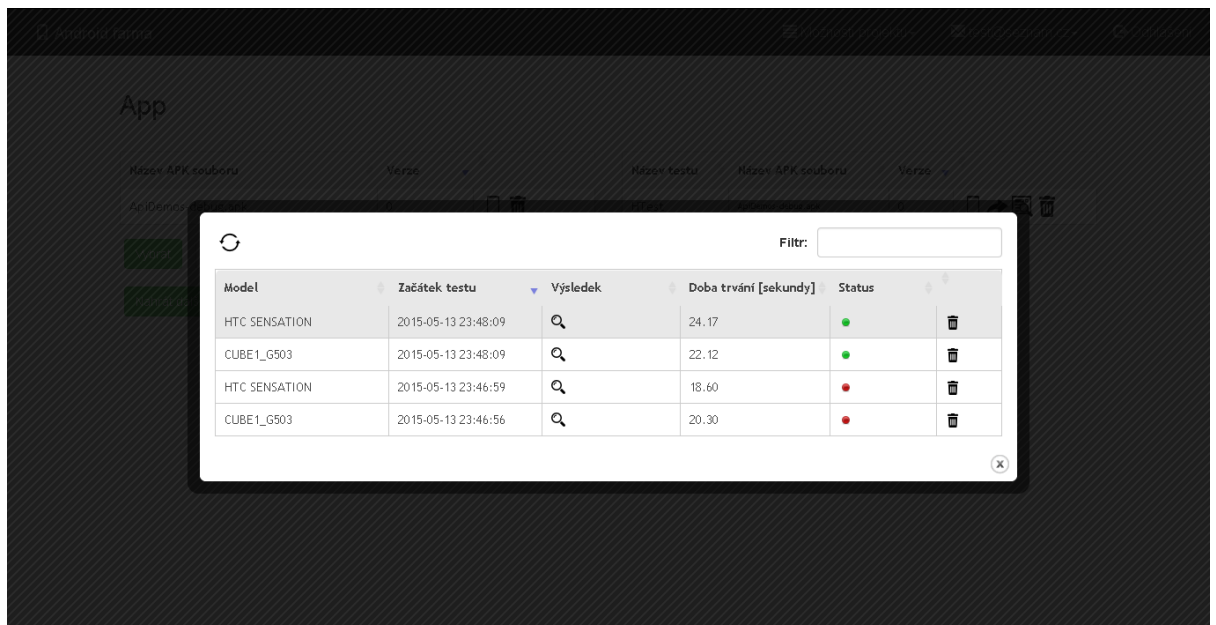 Android farma
App
Název APK souboru Verze Název testu Název APK souboru Verze
Filtr:
Model Začátek testu Výsledek Doba trvání [sekundy] Status
HTC SENSATION 2015-05-13 23:48:09 24.17
CUBE1_G503 2015-05-13 23:48:09 22.12
HTC SENSATION 2015-05-13 23:46:59 18.60
CUBE1_G503 2015-05-13 23:46:56 20.30